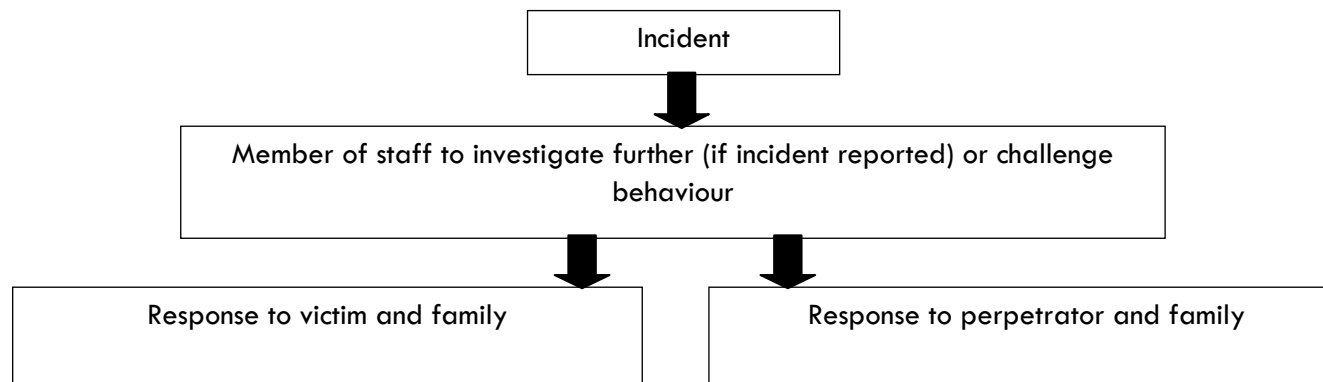 Incident
Member of staff to investigate further (if incident reported) or challenge
behaviour
Response to victim and family
Response to perpetrator and family